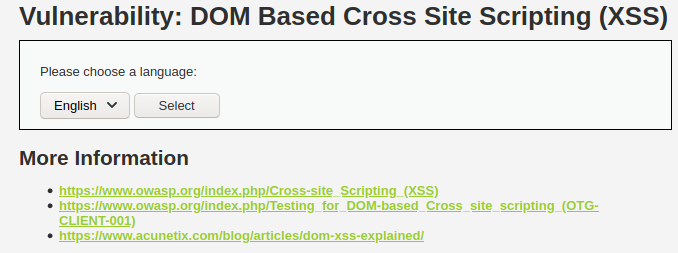 Vulnerability: DOM Based Cross Site Scripting (XSS)
Please choose a language:
English Select
More Information
• https://www.owasp.org/index.php/Cross-site_Scripting_(XSS)
• https://www.owasp.org/index.php/Testing_for_DOM-based_Cross_site_scripting_(OTG-
CLIENT-001)
• https://www.acunetix.com/blog/articles/dom-xss-explained/